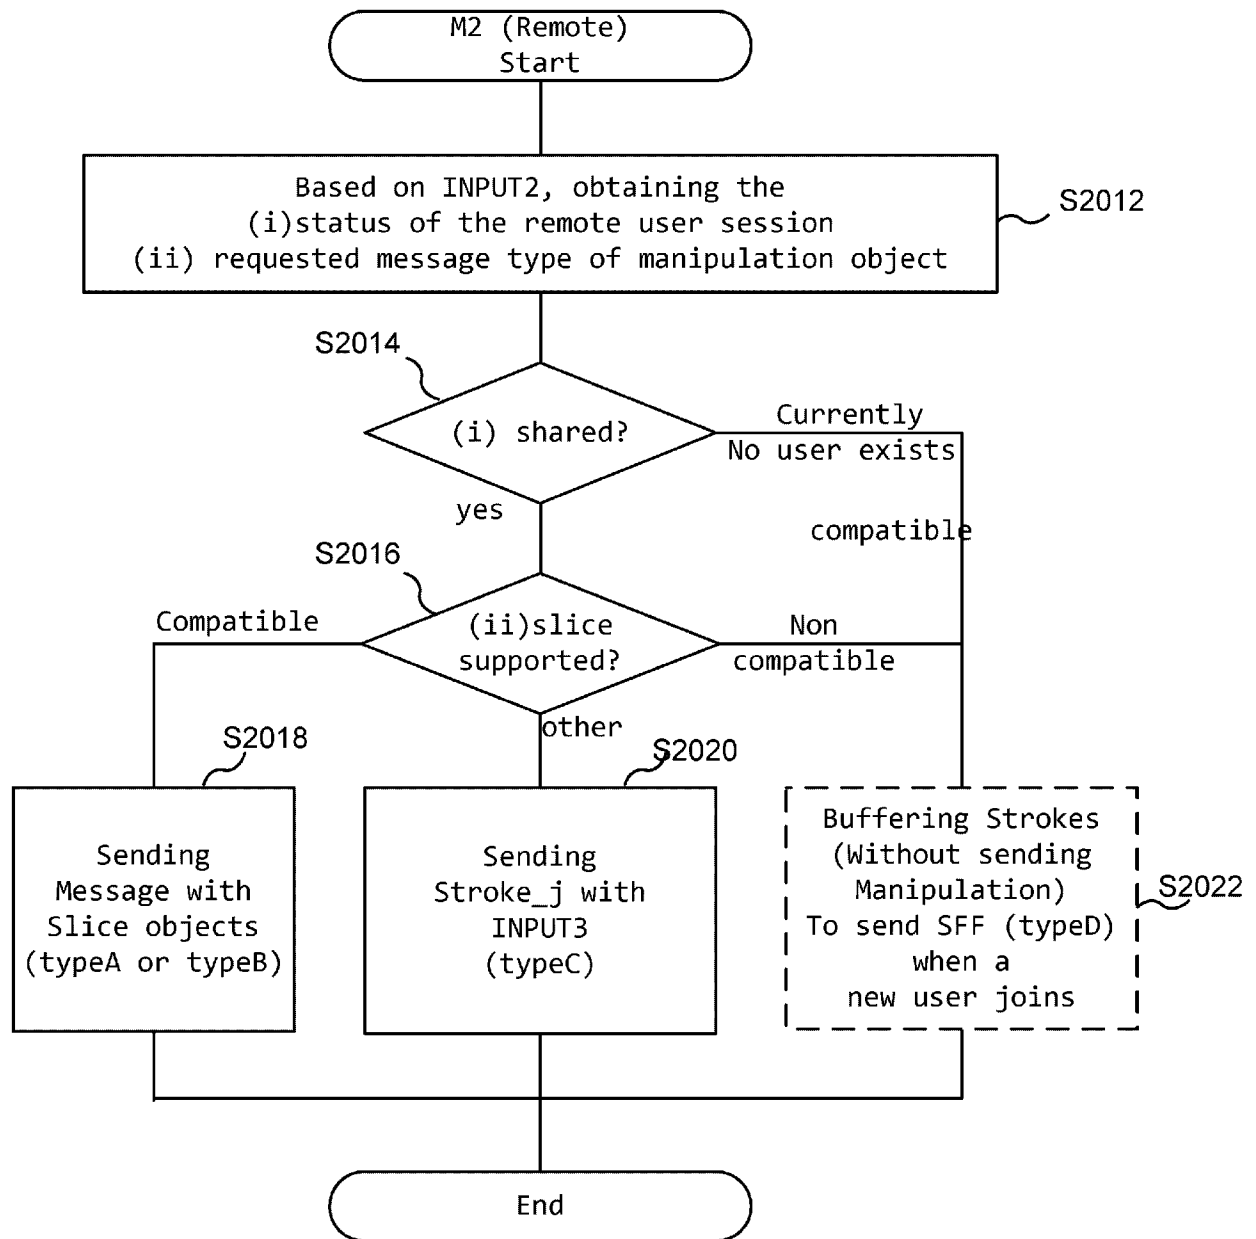 M2 (Remote)
Start
Based on INPUT2, obtaining the
(i)status of the remote user session
(ii) requested message type of manipulation object
S2012
S2014
(i) shared?
Currently
No user exists
yes
compatible
S2016
Compatible
(ii)slice
supported?
Non
compatible
other
S2018
S2020
Sending
Message with
Slice objects
(typeA or typeB)
Sending
Stroke_j with
INPUT3
(typeC)
Buffering Strokes
(Without sending
Manipulation)
To send SFF (typeD)
when a
new user joins
S2022
End